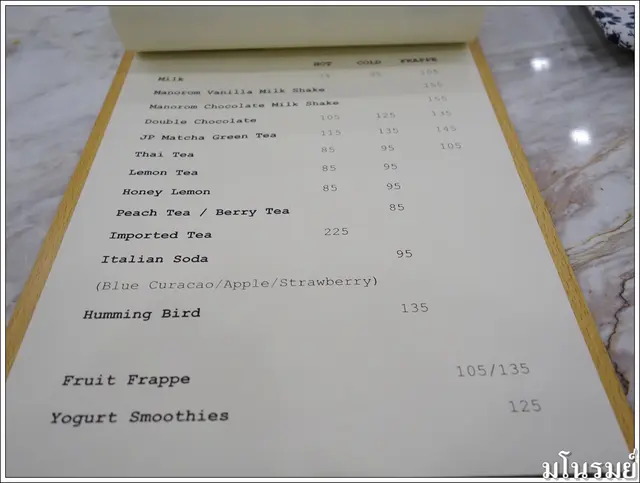 HOT COLD FRAPPE
Milk 105
Manorom Vanilla Milk Shake 155
Manorom Chocolate Milk Shake 155
Double Chocolate 105 125 135
JP Matcha Green Tea 115 135 145
Thai Tea 85 95 105
Lemon Tea 85 95
Honey Lemon 85 95
Peach Tea / Berry Tea 85
Imported Tea 225
Italian Soda 95
(Blue Curacao/Apple/Strawberry)
Humming Bird 135
Fruit Frappe 105/135
Yogurt Smoothies 125
มโนรมย์